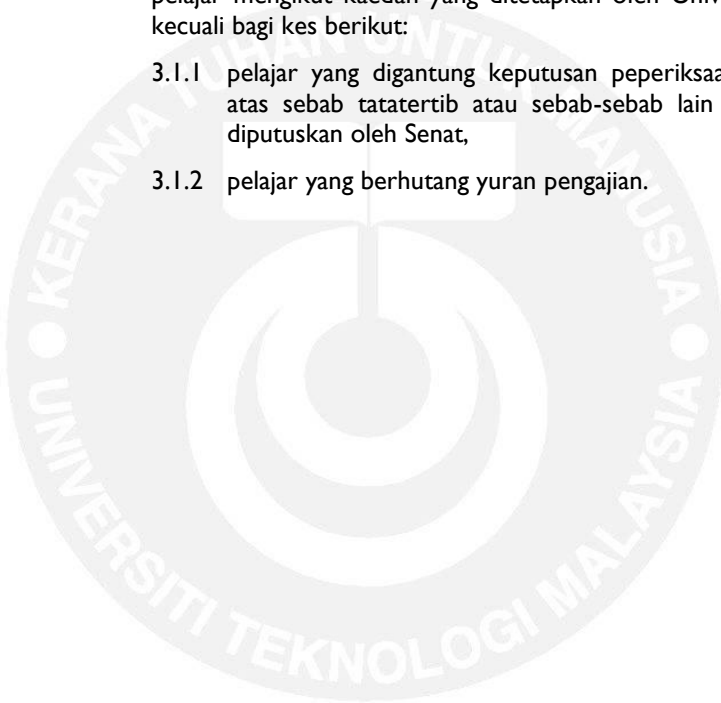 pelajar mengikut kaedah yang ditetapkan oleh
kecuali bagi kes berikut:
3.1.1 pelajar yang digantung keputusan
atas sebab tatatertib atau sebab-sebab lain
diputuskan oleh Senat,
3.1.2 pelajar yang berhutang yuran pengajian.
KERANA TUHAN UNTUK MANUSIA
UNIVERSITI TEKNOLOGI MALAYSIA